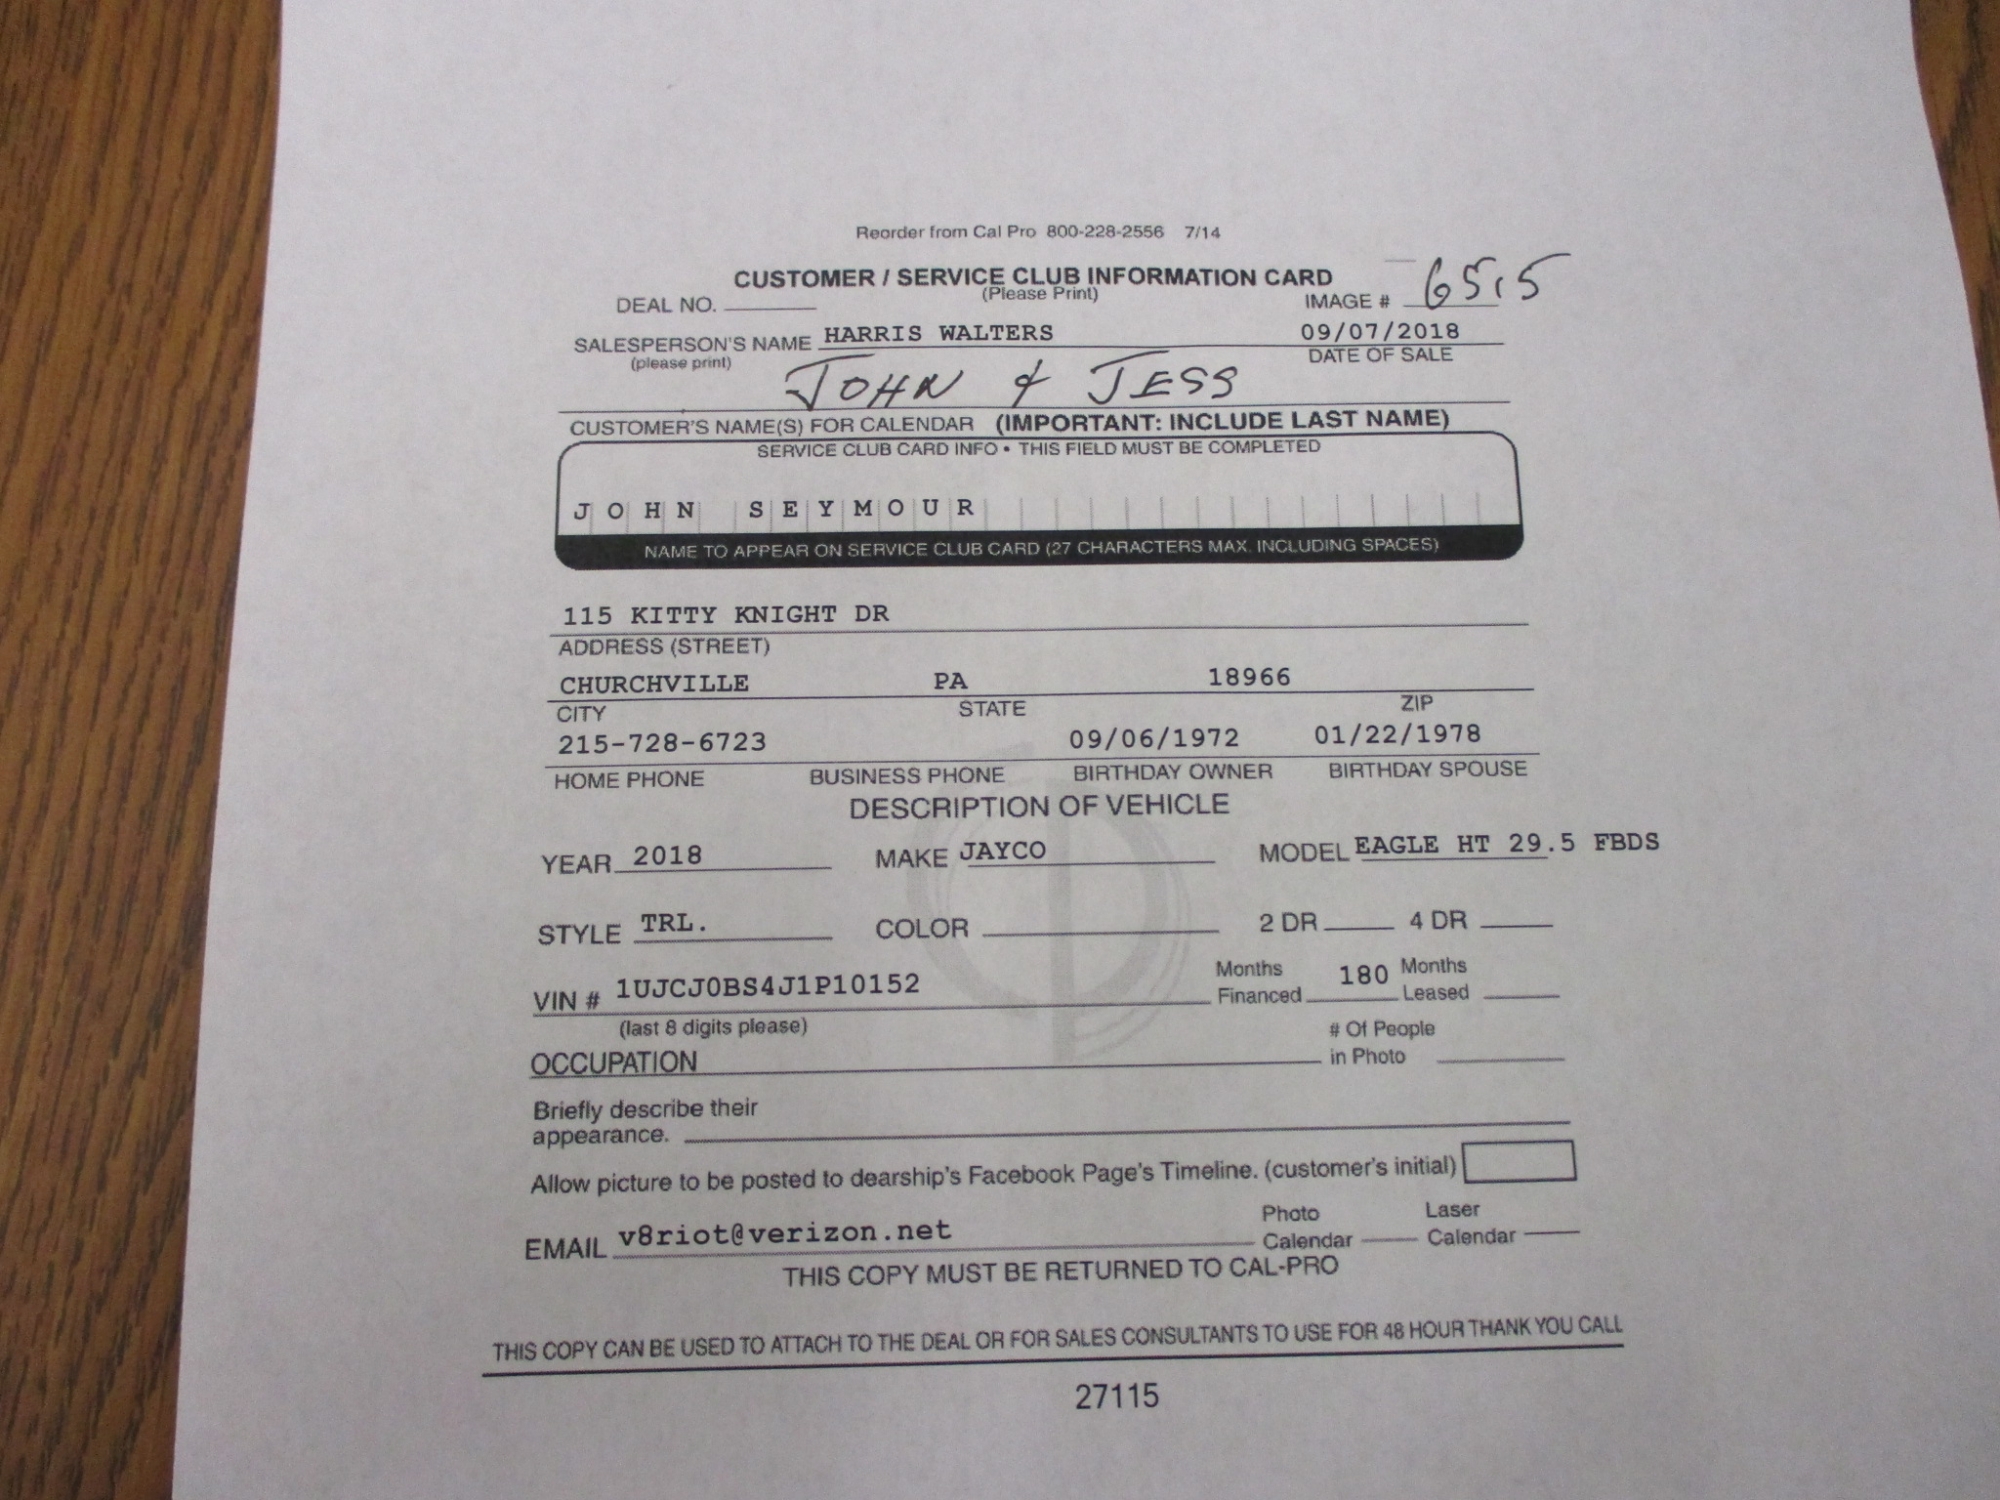 Reorder from Cal Pro 800-228-2556 7/14
CUSTOMER / SERVICE CLUB INFORMATION CARD
(Please Print)
DEAL NO.
IMAGE # 6515
SALESPERSON'S NAME HARRIS WALTERS 09/07/2018
(please print) DATE OF SALE
JOHN & JESS
CUSTOMER'S NAME(S) FOR CALENDAR (IMPORTANT: INCLUDE LAST NAME)
SERVICE CLUB CARD INFO • THIS FIELD MUST BE COMPLETED
JOHN SEYMOUR
NAME TO APPEAR ON SERVICE CLUB CARD (27 CHARACTERS MAX. INCLUDING SPACES)
115 KITTY KNIGHT DR
ADDRESS (STREET)
CHURCHVILLE PA 18966
CITY STATE ZIP
215-728-6723 09/06/1972 01/22/1978
HOME PHONE BUSINESS PHONE BIRTHDAY OWNER BIRTHDAY SPOUSE
DESCRIPTION OF VEHICLE
YEAR 2018 MAKE JAYCO MODEL EAGLE HT 29.5 FBDS
STYLE TRL. COLOR 2 DR 4 DR
VIN # 1UJCJ0BS4J1P10152 Months Financed 180 Months Leased
(last 8 digits please)
OCCUPATION # Of People in Photo
Briefly describe their
appearance.
Allow picture to be posted to dearship's Facebook Page's Timeline. (customer's initial)
EMAIL v8riot@verizon.net Photo Calendar Laser Calendar
THIS COPY MUST BE RETURNED TO CAL-PRO
THIS COPY CAN BE USED TO ATTACH TO THE DEAL OR FOR SALES CONSULTANTS TO USE FOR 48 HOUR THANK YOU CALL
27115